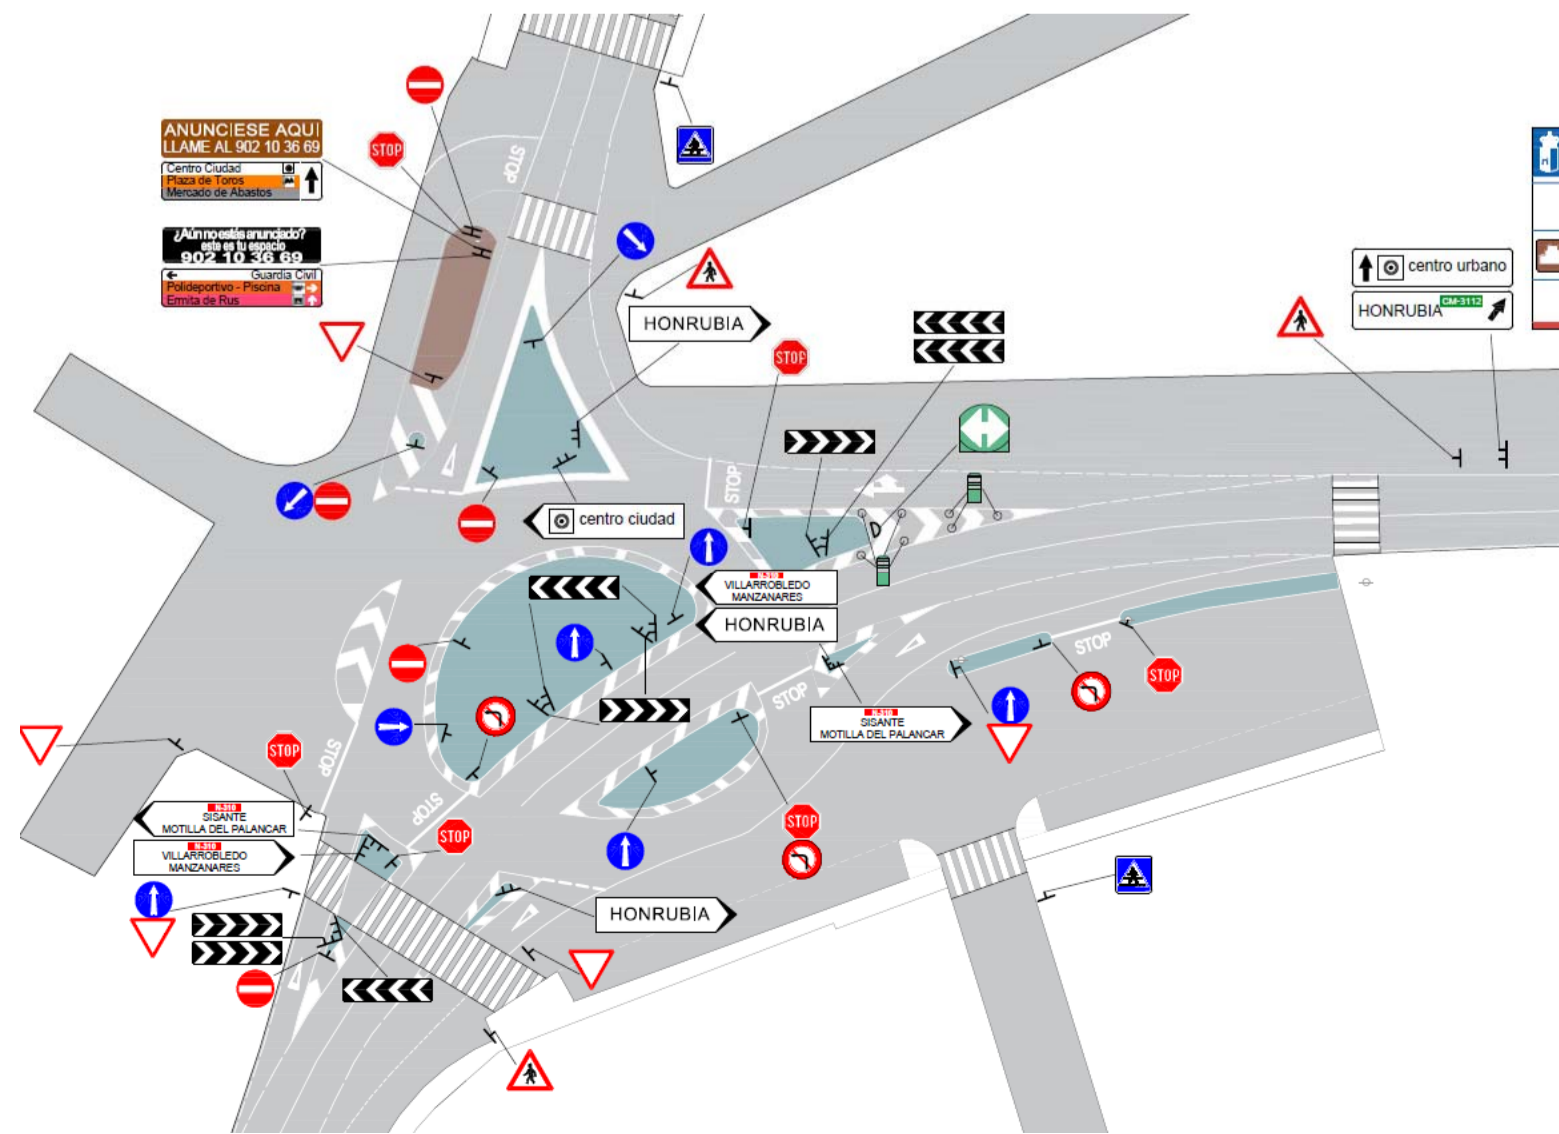 ANUNCIESE AQUI
LLAME AL 902 10 36 69
Centro Ciudad
Plaza de Toros
Mercado de Abastos
¿Aún no estás anunciado?
este es tu espacio
902 10 36 69
Guardia Civil
Polideportivo - Piscina
Ermita de Rus
STOP
STOP
HONRUBIA
STOP
centro urbano
HONRUBIA CM-3112
STOP
centro ciudad
N-310
VILLARROBLEDO
MANZANARES
HONRUBIA
STOP
STOP
STOP
N-310
SISANTE
MOTILLA DEL PALANCAR
STOP
STOP
STOP
STOP
STOP
N-310
SISANTE
MOTILLA DEL PALANCAR
N-310
VILLARROBLEDO
MANZANARES
HONRUBIA